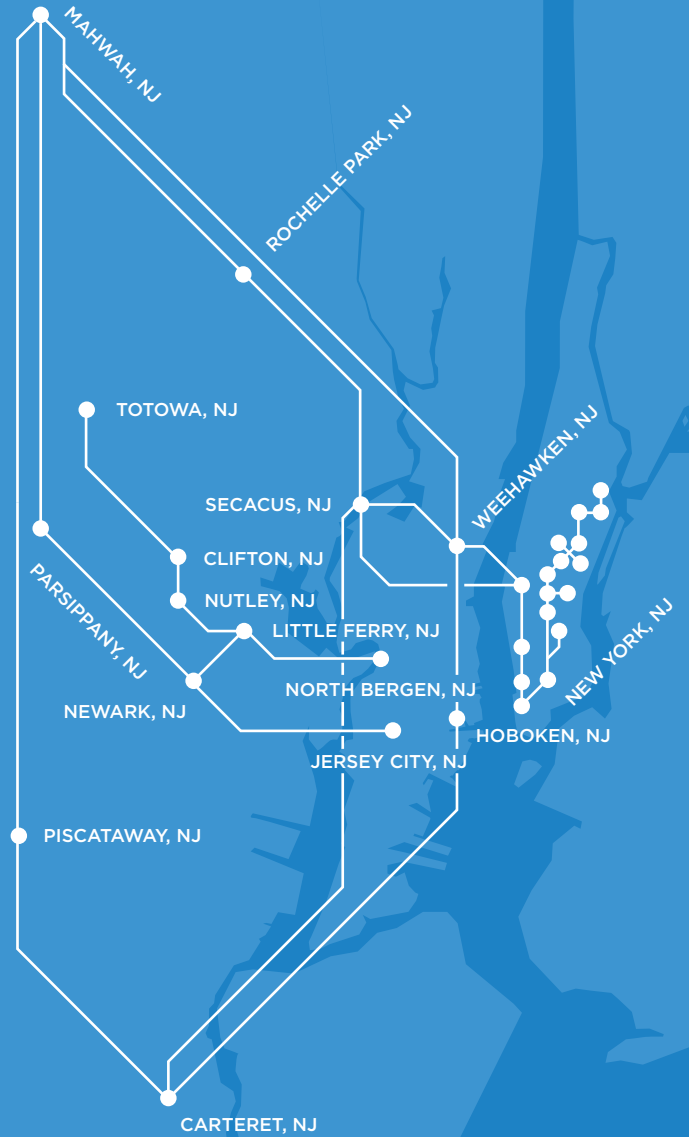 MAHWAH, NJ
ROCHELLE PARK, NJ
TOTOWA, NJ
WEEHAWKEN, NJ
SECACUS, NJ
CLIFTON, NJ
PARSIPPANY, NJ
NUTLEY, NJ
LITTLE FERRY, NJ
NEW YORK, NJ
NORTH BERGEN, NJ
NEWARK, NJ
HOBOKEN, NJ
JERSEY CITY, NJ
PISCATAWAY, NJ
CARTERET, NJ